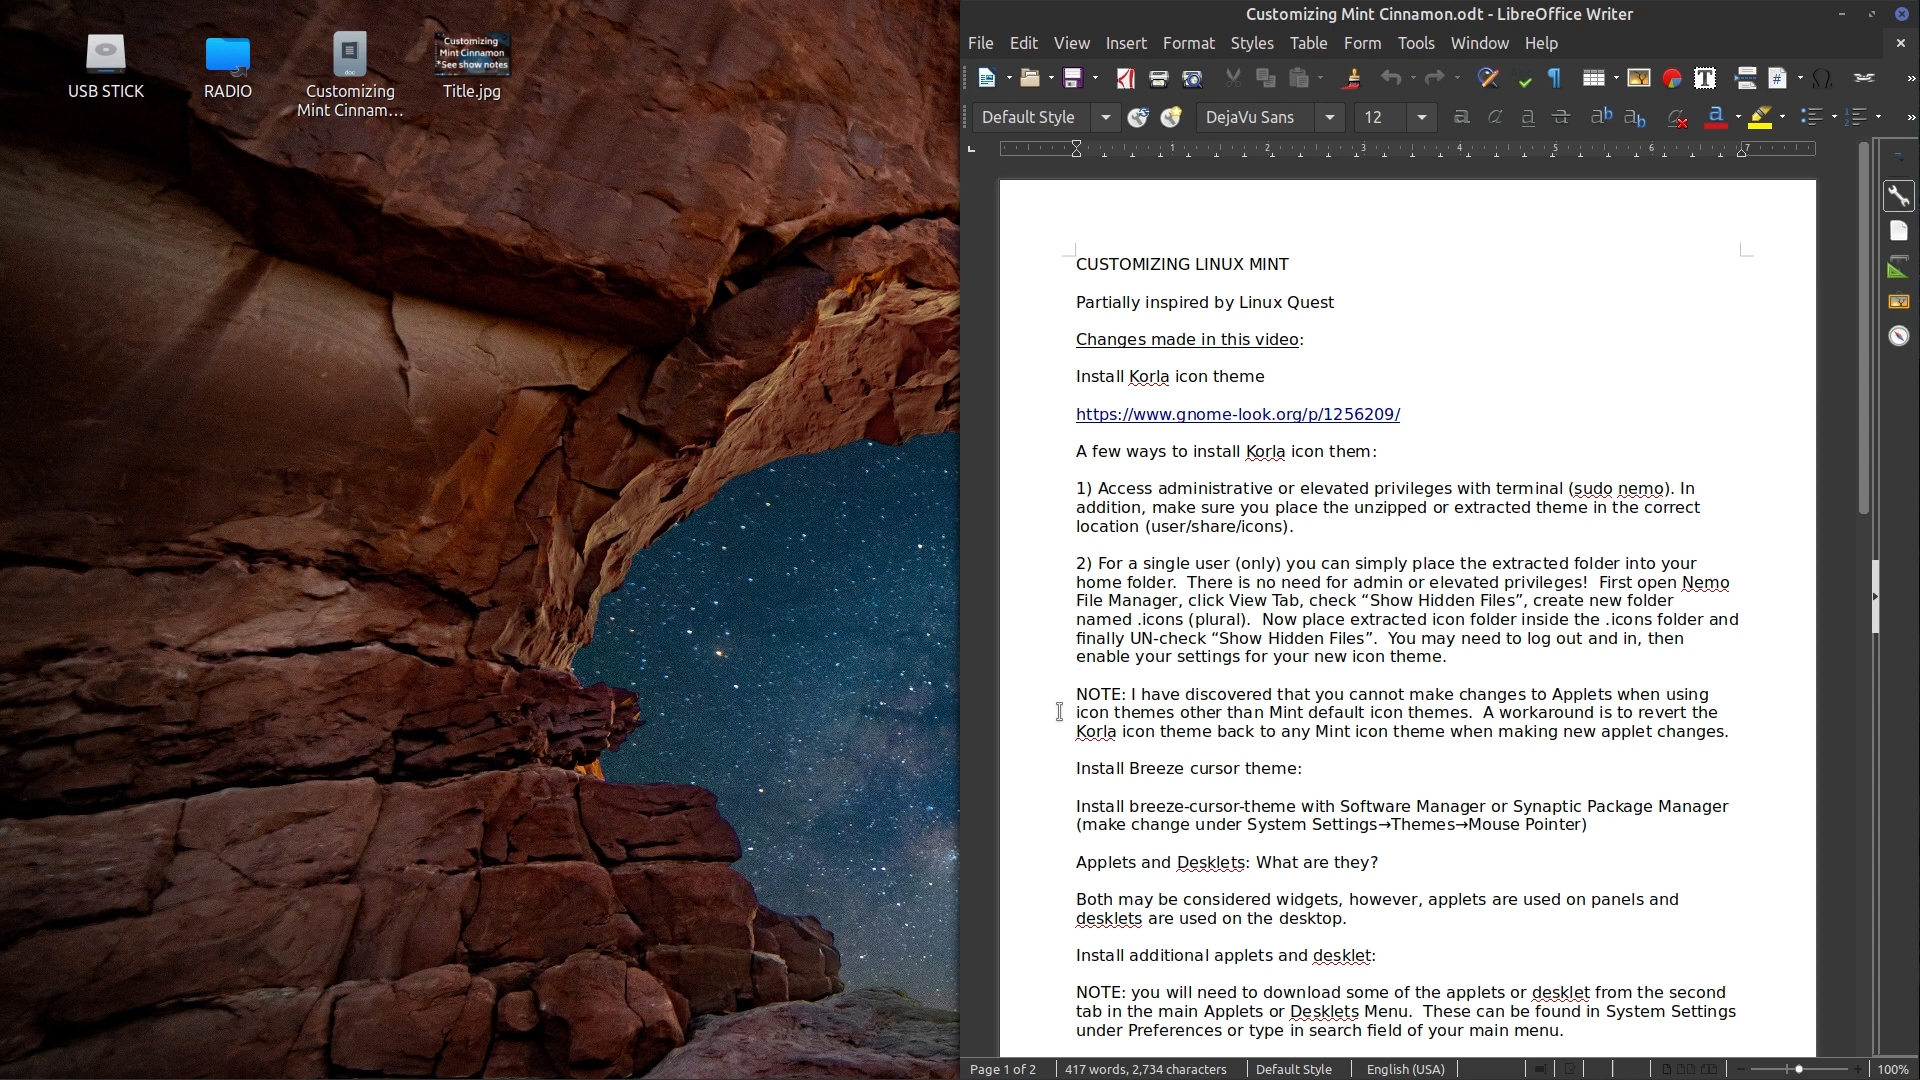 USB STICK
RADIO
Customizing
Mint Cinnam...
Customizing
Mint Cinnamon
*See show notes
Title.jpg
Customizing Mint Cinnamon.odt - LibreOffice Writer
File Edit View Insert Format Styles Table Form Tools Window Help
Default Style DejaVu Sans 12
1 2 3 4 5 6 7
CUSTOMIZING LINUX MINT
Partially inspired by Linux Quest
Changes made in this video:
Install Korla icon theme
https://www.gnome-look.org/p/1256209/
A few ways to install Korla icon them:
1) Access administrative or elevated privileges with terminal (sudo nemo). In
addition, make sure you place the unzipped or extracted theme in the correct
location (user/share/icons).
2) For a single user (only) you can simply place the extracted folder into your
home folder.  There is no need for admin or elevated privileges!  First open Nemo
File Manager, click View Tab, check “Show Hidden Files”, create new folder
named .icons (plural).  Now place extracted icon folder inside the .icons folder and
finally UN-check “Show Hidden Files”.  You may need to log out and in, then
enable your settings for your new icon theme.
NOTE: I have discovered that you cannot make changes to Applets when using
icon themes other than Mint default icon themes.  A workaround is to revert the
Korla icon theme back to any Mint icon theme when making new applet changes.
Install Breeze cursor theme:
Install breeze-cursor-theme with Software Manager or Synaptic Package Manager
(make change under System Settings→Themes→Mouse Pointer)
Applets and Desklets: What are they?
Both may be considered widgets, however, applets are used on panels and
desklets are used on the desktop.
Install additional applets and desklet:
NOTE: you will need to download some of the applets or desklet from the second
tab in the main Applets or Desklets Menu.  These can be found in System Settings
under Preferences or type in search field of your main menu.
Page 1 of 2 417 words, 2,734 characters Default Style English (USA) 100%